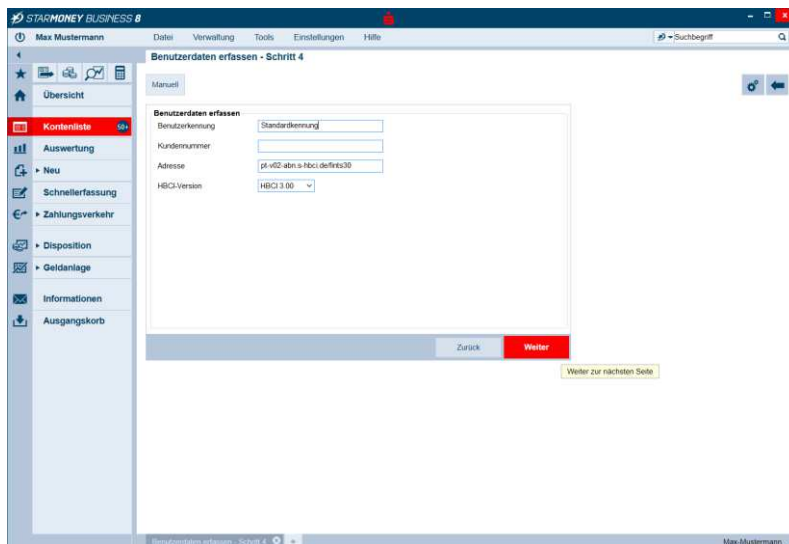 STARMONEY BUSINESS 8
Max Mustermann
Datei Verwaltung Tools Einstellungen Hilfe
Suchbegriff
Benutzerdaten erfassen - Schritt 4
Manuell
Übersicht
Kontenliste 50+
Auswertung
Neu
Schnellerfassung
Zahlungsverkehr
Disposition
Geldanlage
Informationen
Ausgangskorb
Benutzerdaten erfassen
Benutzerkennung Standardkennung
Kundennummer
Adresse pt-v02-abn.s-hbci.de/fints30
HBCI-Version HBCI 3.00
Zurück Weiter
Weiter zur nächsten Seite
Benutzerdaten erfassen - Schritt 4
Max-Mustermann